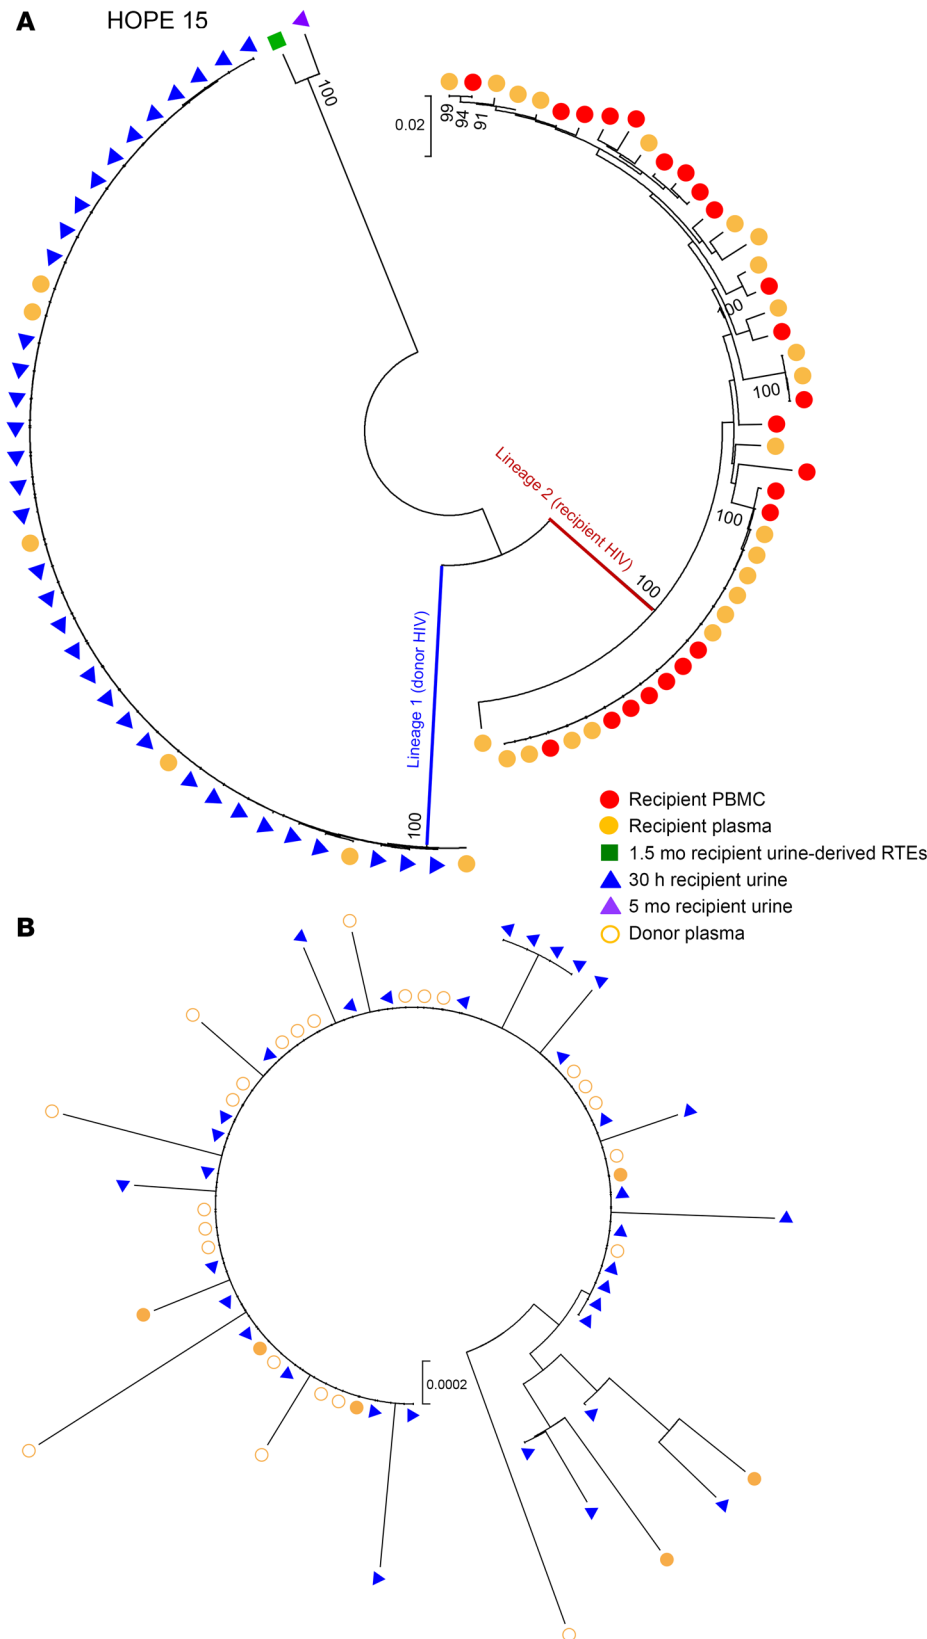 A
HOPE 15
100
0.02
99
94
91
100
100
100
Lineage 2 (recipient HIV)
100
Lineage 1 (donor HIV)
100
Recipient PBMC
Recipient plasma
1.5 mo recipient urine-derived RTEs
30 h recipient urine
5 mo recipient urine
Donor plasma
B
0.0002